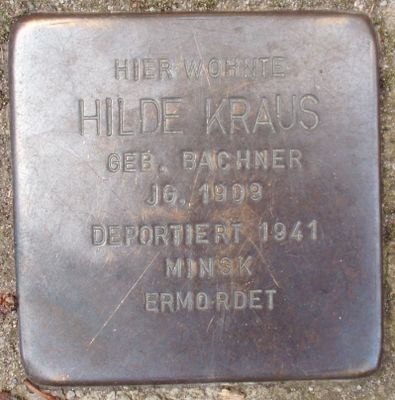 HIER WOHNTE
HILDE KRAUS
GEB. BACHNER
JG. 1909
DEPORTIERT 1941
MINSK
ERMORDET